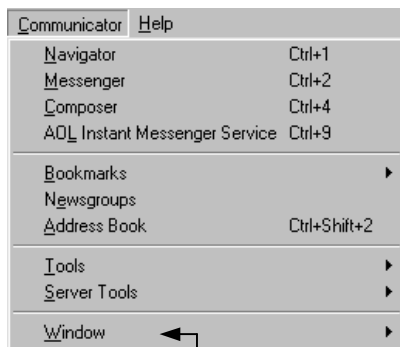 Communicator Help
Navigator Ctrl+1
Messenger Ctrl+2
Composer Ctrl+4
AOL Instant Messenger Service Ctrl+9
Bookmarks
Newsgroups
Address Book Ctrl+Shift+2
Tools
Server Tools
Window